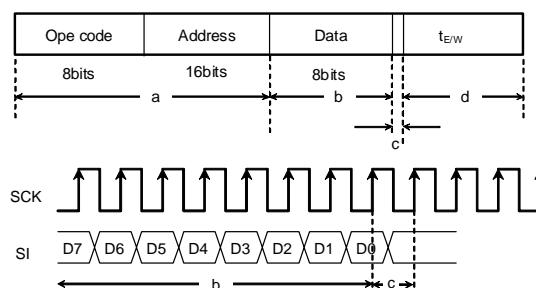 Ope code Address Data tE/W
8bits 16bits 8bits
a b d
c
SCK
SI D7 D6 D5 D4 D3 D2 D1 D0
b c